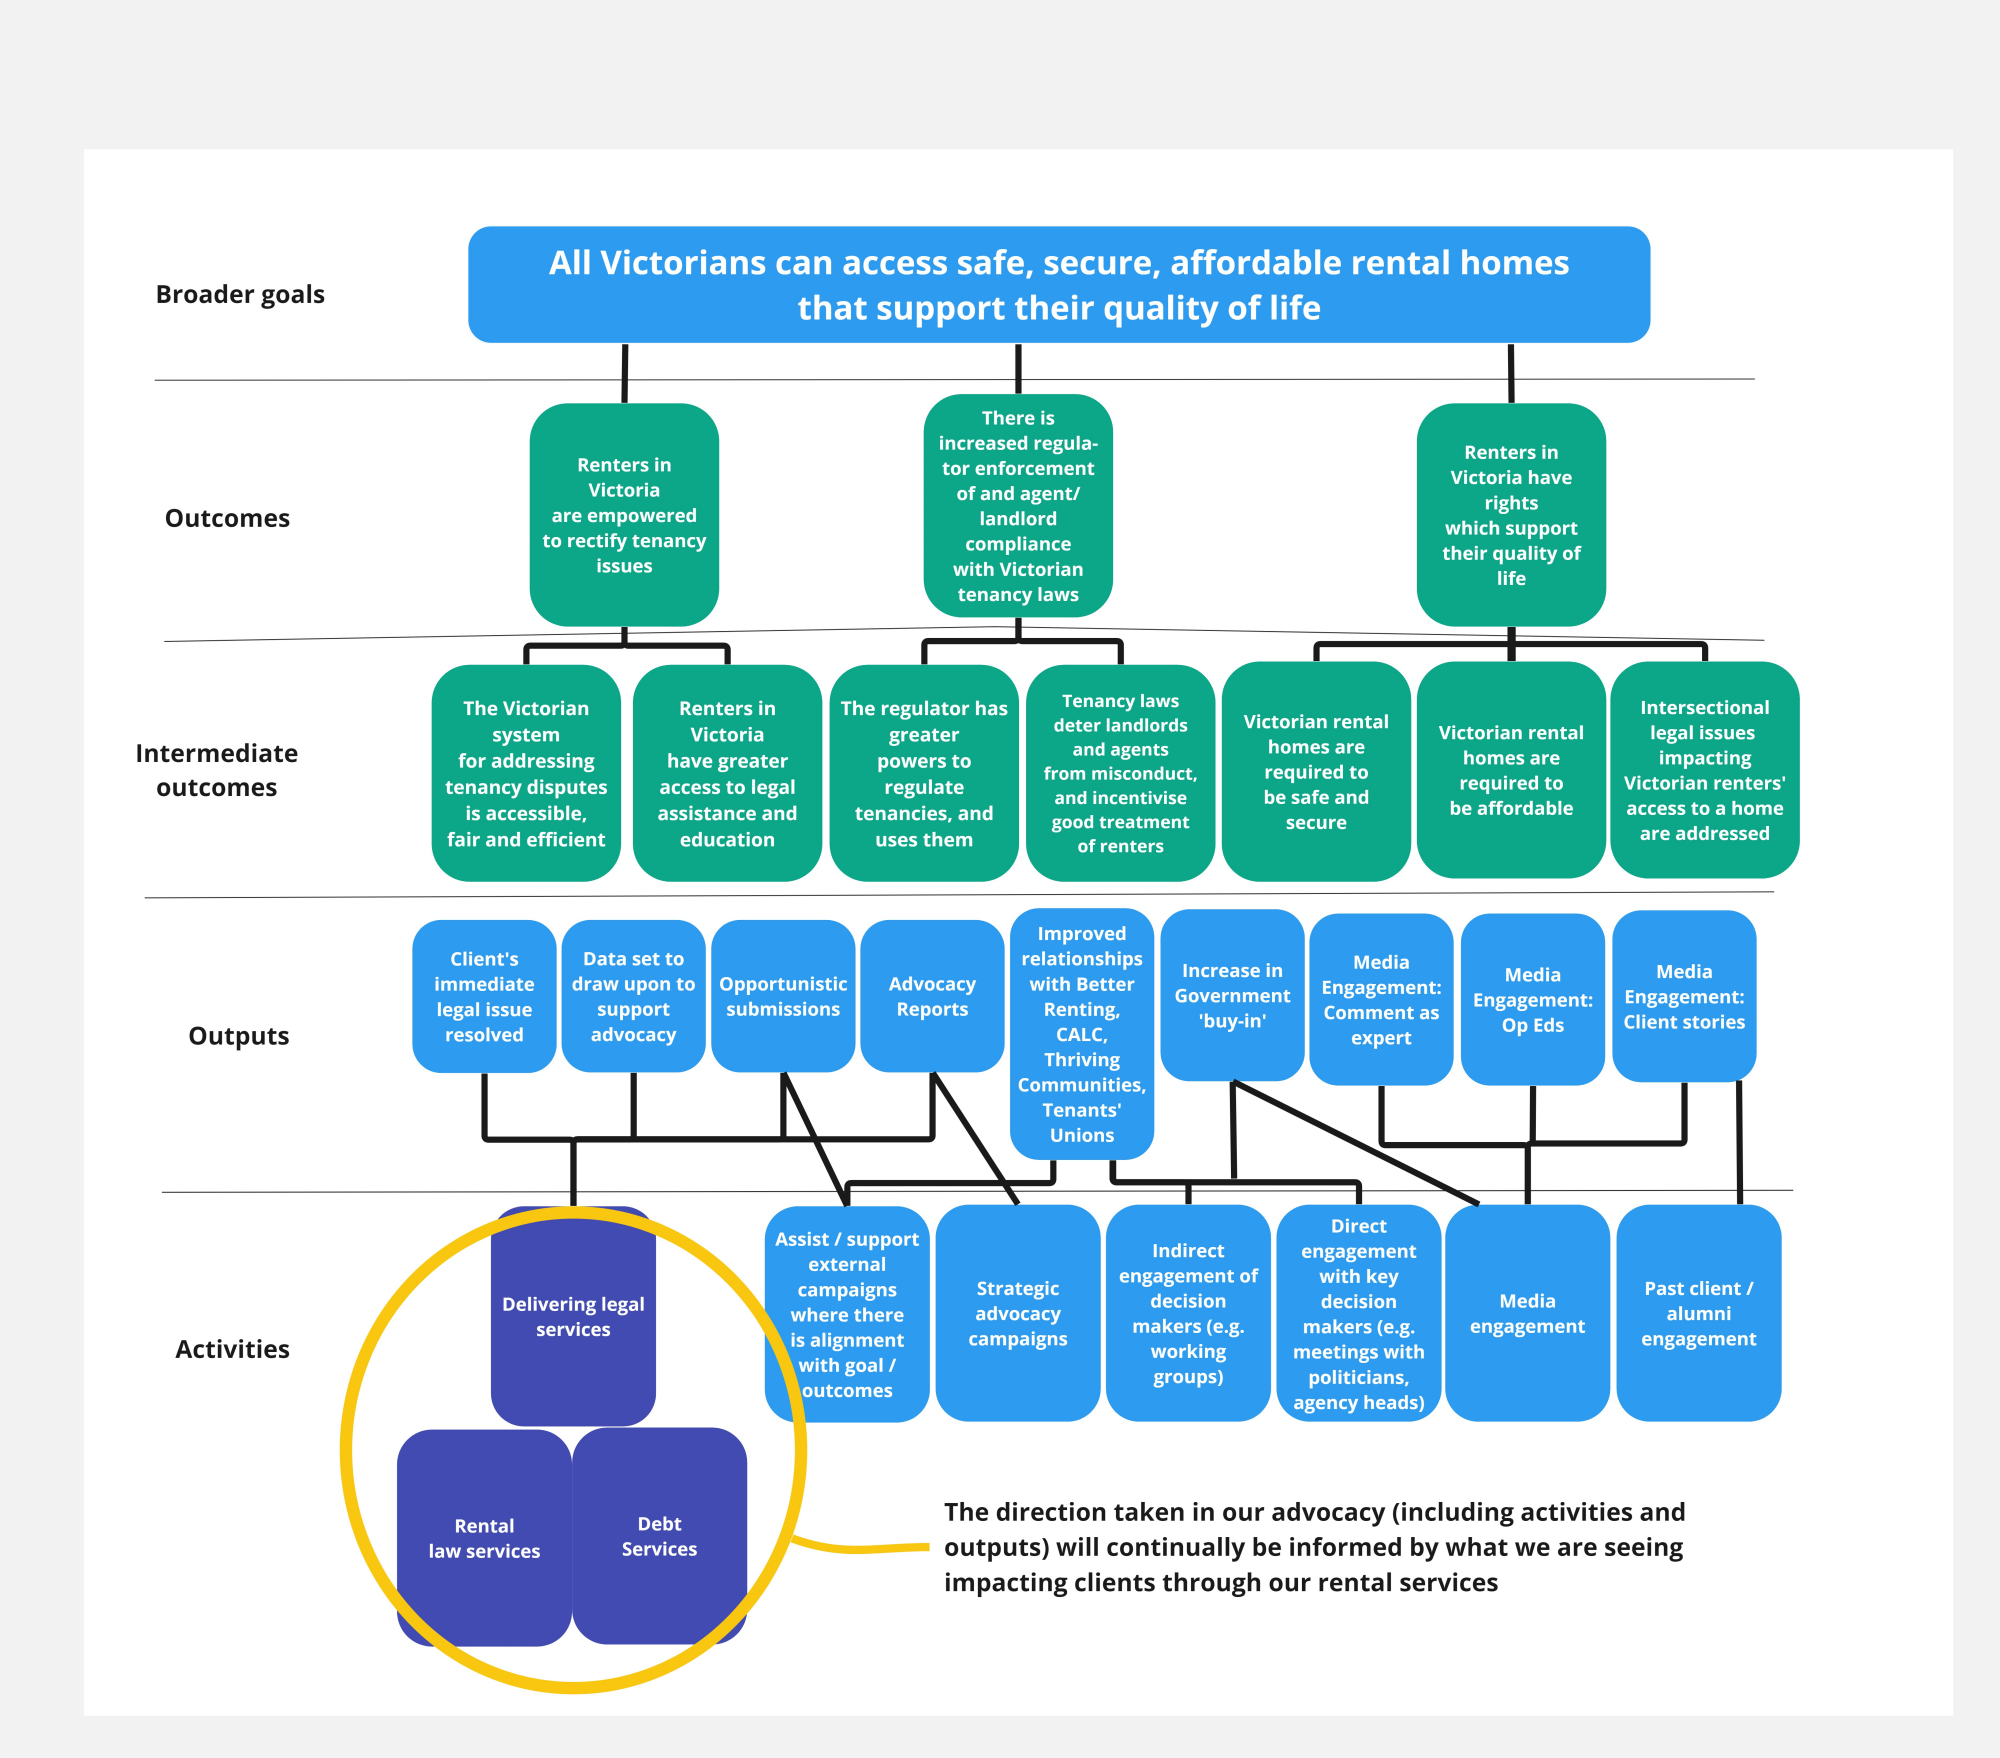 Broader goals
All Victorians can access safe, secure, affordable rental homes
that support their quality of life
Outcomes
Renters in
Victoria
are empowered
to rectify tenancy
issues
There is
increased regula-
tor enforcement
of and agent/
landlord
compliance
with Victorian
tenancy laws
Renters in
Victoria have
rights
which support
their quality of
life
Intermediate
outcomes
The Victorian
system
for addressing
tenancy disputes
is accessible,
fair and efficient
Renters in
Victoria
have greater
access to legal
assistance and
education
The regulator has
greater
powers to
regulate
tenancies, and
uses them
Tenancy laws
deter landlords
and agents
from misconduct,
and incentivise
good treatment
of renters
Victorian rental
homes are
required to
be safe and
secure
Victorian rental
homes are
required to
be affordable
Intersectional
legal issues
impacting
Victorian renters'
access to a home
are addressed
Outputs
Client's
immediate
legal issue
resolved
Data set to
draw upon to
support
advocacy
Opportunistic
submissions
Advocacy
Reports
Improved
relationships
with Better
Renting,
CALC,
Thriving
Communities,
Tenants'
Unions
Increase in
Government
'buy-in'
Media
Engagement:
Comment as
expert
Media
Engagement:
Op Eds
Media
Engagement:
Client stories
Activities
Delivering legal
services
Rental
law services
Debt
Services
Assist / support
external
campaigns
where there
is alignment
with goal /
outcomes
Strategic
advocacy
campaigns
Indirect
engagement of
decision
makers (e.g.
working
groups)
Direct
engagement
with key
decision
makers (e.g.
meetings with
politicians,
agency heads)
Media
engagement
Past client /
alumni
engagement
The direction taken in our advocacy (including activities and
outputs) will continually be informed by what we are seeing
impacting clients through our rental services